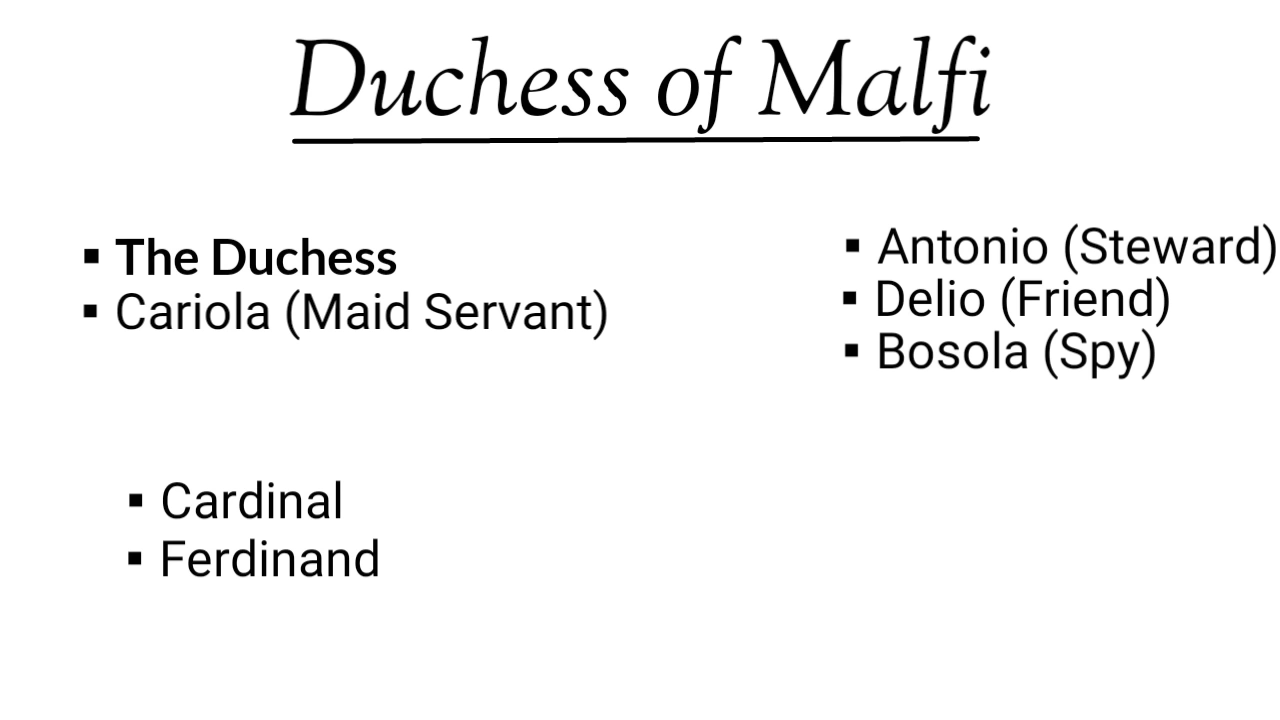 Duchess of Malfi
▪ The Duchess
▪ Cariola (Maid Servant)
▪ Antonio (Steward)
▪ Delio (Friend)
▪ Bosola (Spy)
▪ Cardinal
▪ Ferdinand